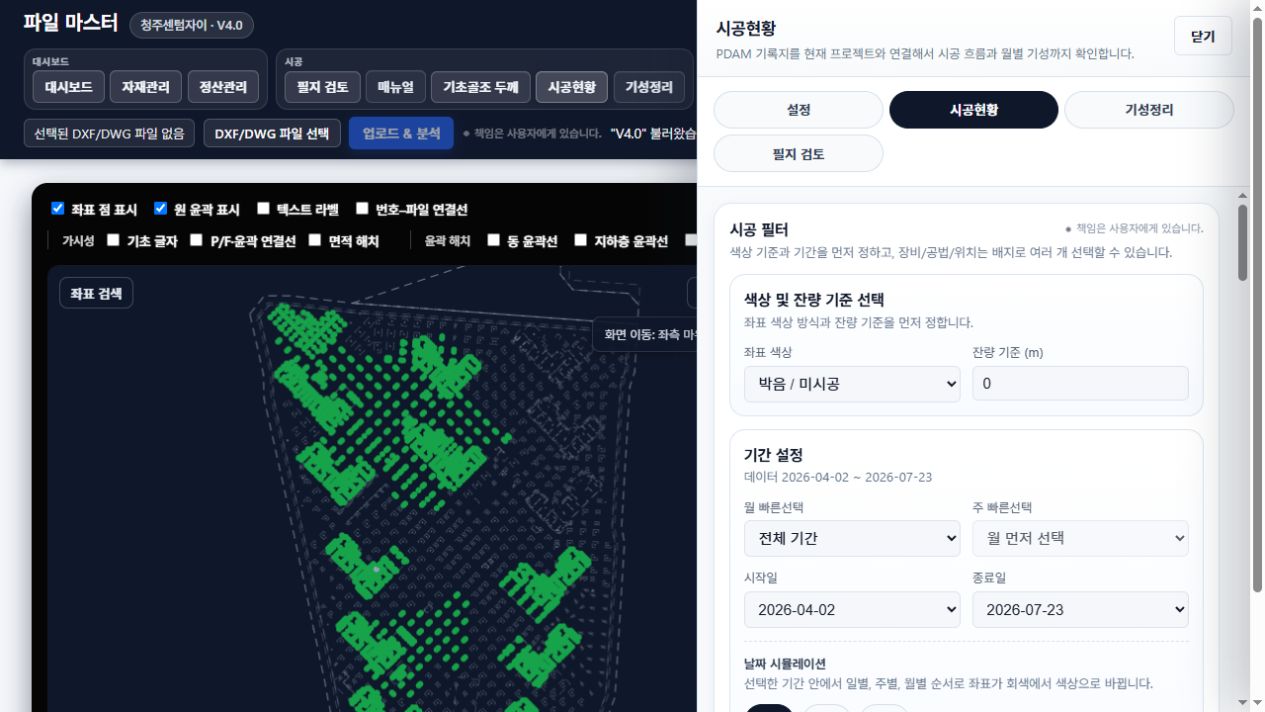 파일 마스터
청주센텀자이 · V4.0
대시보드
대시보드
자재관리
정산관리
시공
필지 검토
매뉴얼
기초골조 두께
시공현황
기성정리
선택된 DXF/DWG 파일 없음
DXF/DWG 파일 선택
업로드 & 분석
● 책임은 사용자에게 있습니다.
"V4.0" 불러왔습
좌표 점 표시
원 윤곽 표시
텍스트 라벨
번호–파일 연결선
가시성
기초 글자
P/F-윤곽 연결선
면적 해치
윤곽 해치
동 윤곽선
지하층 윤곽선
좌표 검색
화면 이동: 좌측 마우
시공현황
PDAM 기록지를 현재 프로젝트와 연결해서 시공 흐름과 월별 기성까지 확인합니다.
닫기
설정
시공현황
기성정리
필지 검토
시공 필터
● 책임은 사용자에게 있습니다.
색상 기준과 기간을 먼저 정하고, 장비/공법/위치는 배지로 여러 개 선택할 수 있습니다.
색상 및 잔량 기준 선택
좌표 색상 방식과 잔량 기준을 먼저 정합니다.
좌표 색상
잔량 기준 (m)
박음 / 미시공
0
기간 설정
데이터 2026-04-02 ~ 2026-07-23
월 빠른선택
주 빠른선택
전체 기간
월 먼저 선택
시작일
종료일
2026-04-02
2026-07-23
날짜 시뮬레이션
선택한 기간 안에서 일별, 주별, 월별 순서로 좌표가 회색에서 색상으로 바뀝니다.